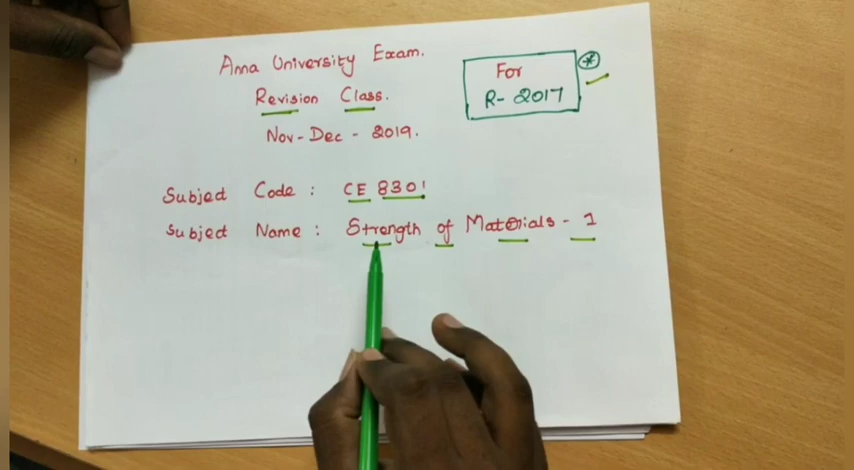 Anna University Exam.
Revision Class.
Nov-Dec - 2019.
For
R- 2017
Subject Code : CE 8301
Subject Name : Strength of Materials - 1